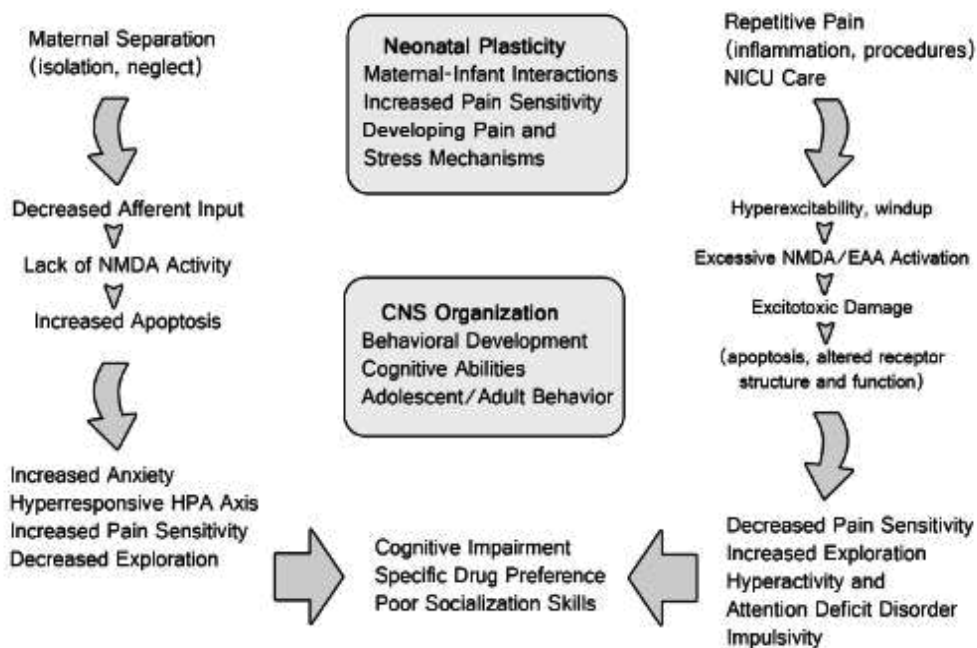 Maternal Separation
(isolation, neglect)
Decreased Afferent Input
Lack of NMDA Activity
Increased Apoptosis
Increased Anxiety
Hyperresponsive HPA Axis
Increased Pain Sensitivity
Decreased Exploration
Neonatal Plasticity
Maternal-Infant Interactions
Increased Pain Sensitivity
Developing Pain and
Stress Mechanisms
CNS Organization
Behavioral Development
Cognitive Abilities
Adolescent/Adult Behavior
Cognitive Impairment
Specific Drug Preference
Poor Socialization Skills
Repetitive Pain
(inflammation, procedures)
NICU Care
Hyperexcitability, windup
Excessive NMDA/EAA Activation
Excitotoxic Damage
(apoptosis, altered receptor
structure and function)
Decreased Pain Sensitivity
Increased Exploration
Hyperactivity and
Attention Deficit Disorder
Impulsivity